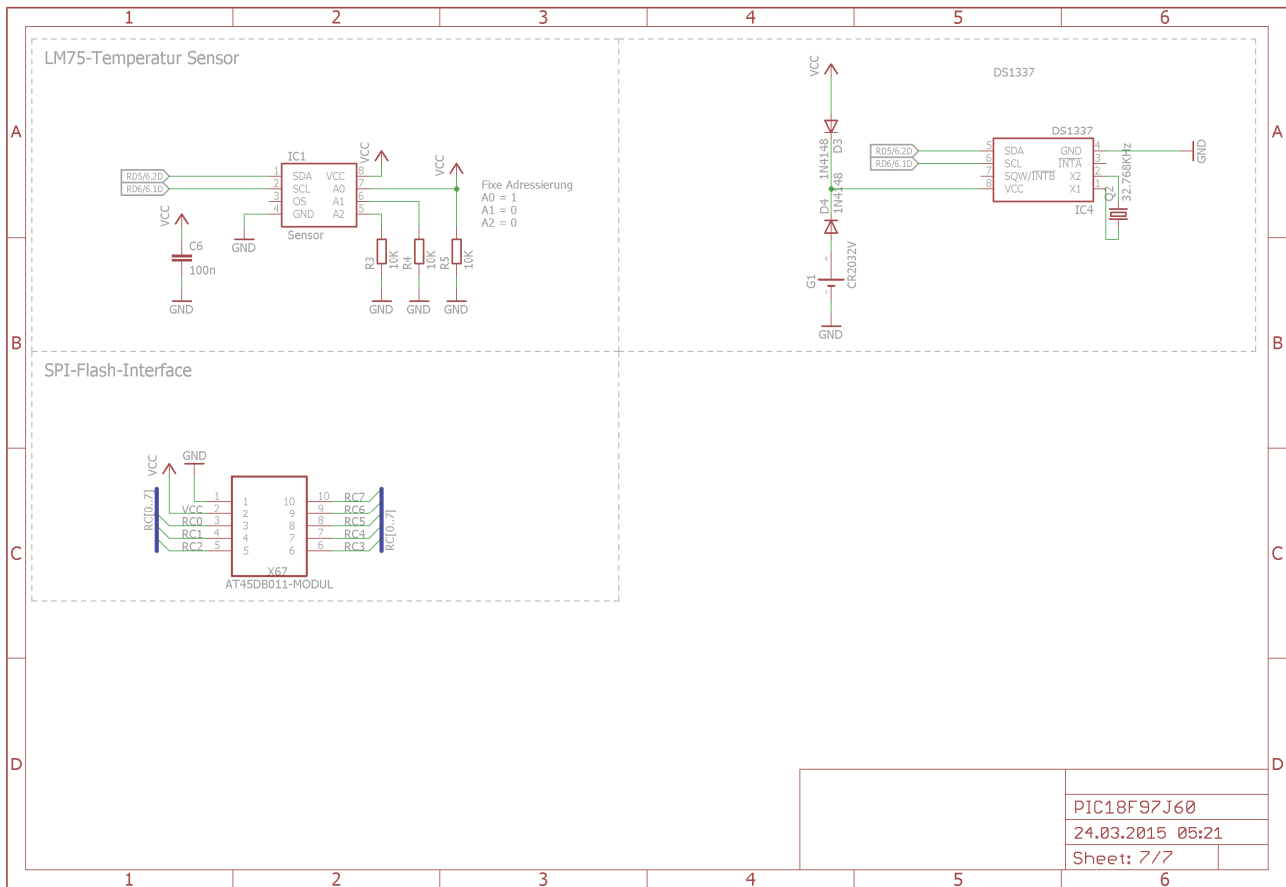 1 2 3 4 5 6
A
B
C
D
LM75-Temperatur Sensor
RD5/6.2D
RD6/6.1D
IC1
1 SDA VCC 8
2 SCL A0 7
3 OS A1 6
4 GND A2 5
Sensor
VCC
VCC
VCC
GND
C6
100n
GND
R3
10K
R4
10K
R5
10K
GND GND GND
Fixe Adressierung
A0 = 1
A1 = 0
A2 = 0
VCC
1N4148
D3
D4
1N4148
G1
CR2032V
+
GND
DS1337
DS1337
RD5/6.2D
RD6/6.1D
5 SDA GND 4
6 SCL INTA 3
7 SQW/INTB X2 2
8 VCC X1 1
IC4
Q2
32.768KHz
GND
SPI-Flash-Interface
VCC
GND
RC[0..7]
1 1 10 10 RC7
VCC 2 2 9 9 RC6
RC0 3 3 8 8 RC5
RC1 4 4 7 7 RC4
RC2 5 5 6 6 RC3
RC[0..7]
X67
AT45DB011-MODUL
PIC18F97J60
24.03.2015 05:21
Sheet: 7/7
A
B
C
D
1 2 3 4 5 6